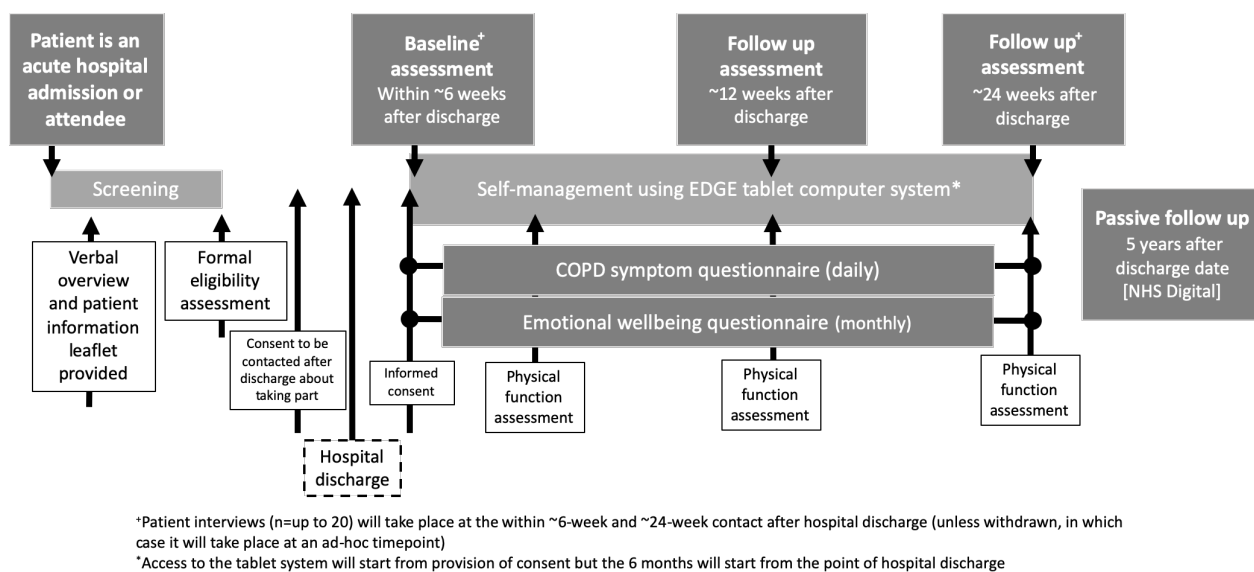 Patient is an
acute hospital
admission or
attendee
Baseline+
assessment
Within ~6 weeks
after discharge
Follow up
assessment
~12 weeks after
discharge
Follow up+
assessment
~24 weeks after
discharge
Screening
Self-management using EDGE tablet computer system*
Passive follow up
5 years after
discharge date
[NHS Digital]
Verbal
overview
and patient
information
leaflet
provided
Formal
eligibility
assessment
Consent to be
contacted after
discharge about
taking part
Hospital
discharge
Informed
consent
COPD symptom questionnaire (daily)
Emotional wellbeing questionnaire (monthly)
Physical
function
assessment
Physical
function
assessment
Physical
function
assessment
+Patient interviews (n=up to 20) will take place at the within ~6-week and ~24-week contact after hospital discharge (unless withdrawn, in which
case it will take place at an ad-hoc timepoint)
*Access to the tablet system will start from provision of consent but the 6 months will start from the point of hospital discharge